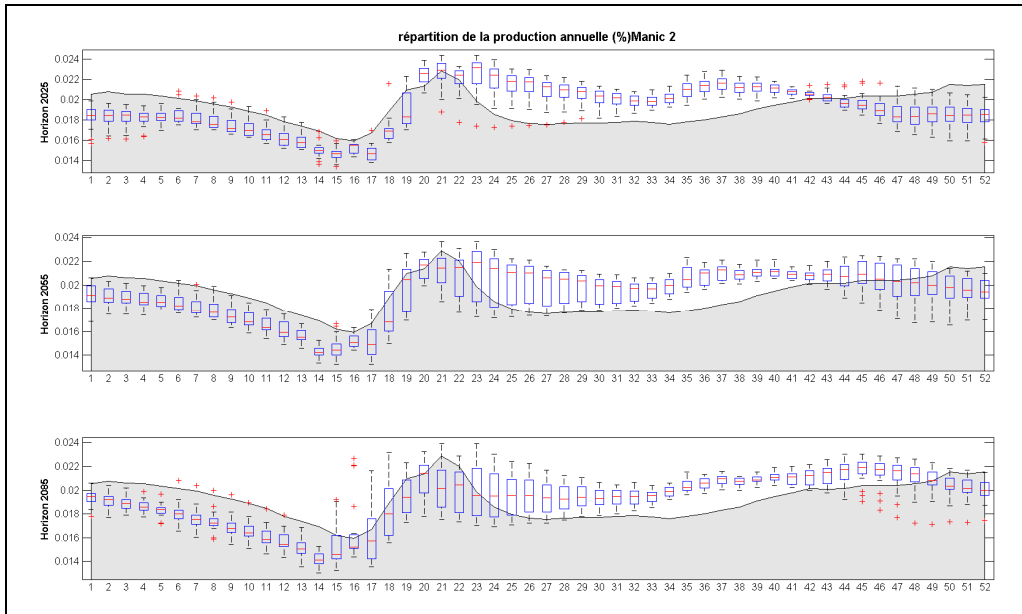 répartition de la production annuelle (%)Manic 2
Horizon 2025
0.024
0.022
0.02
0.018
0.016
0.014
1 2 3 4 5 6 7 8 9 10 11 12 13 14 15 16 17 18 19 20 21 22 23 24 25 26 27 28 29 30 31 32 33 34 35 36 37 38 39 40 41 42 43 44 45 46 47 48 49 50 51 52
Horizon 2055
0.024
0.022
0.02
0.018
0.016
0.014
1 2 3 4 5 6 7 8 9 10 11 12 13 14 15 16 17 18 19 20 21 22 23 24 25 26 27 28 29 30 31 32 33 34 35 36 37 38 39 40 41 42 43 44 45 46 47 48 49 50 51 52
Horizon 2085
0.024
0.022
0.02
0.018
0.016
0.014
1 2 3 4 5 6 7 8 9 10 11 12 13 14 15 16 17 18 19 20 21 22 23 24 25 26 27 28 29 30 31 32 33 34 35 36 37 38 39 40 41 42 43 44 45 46 47 48 49 50 51 52